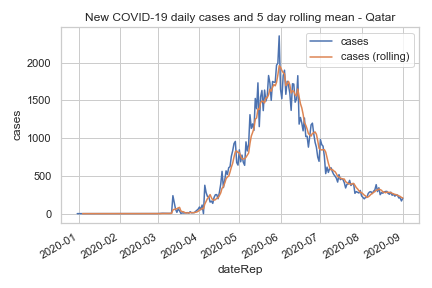 New COVID-19 daily cases and 5 day rolling mean - Qatar
cases
cases (rolling)
cases
2000
1500
1000
500
0
2020-01
2020-02
2020-03
2020-04
2020-05
2020-06
2020-07
2020-08
2020-09
dateRep